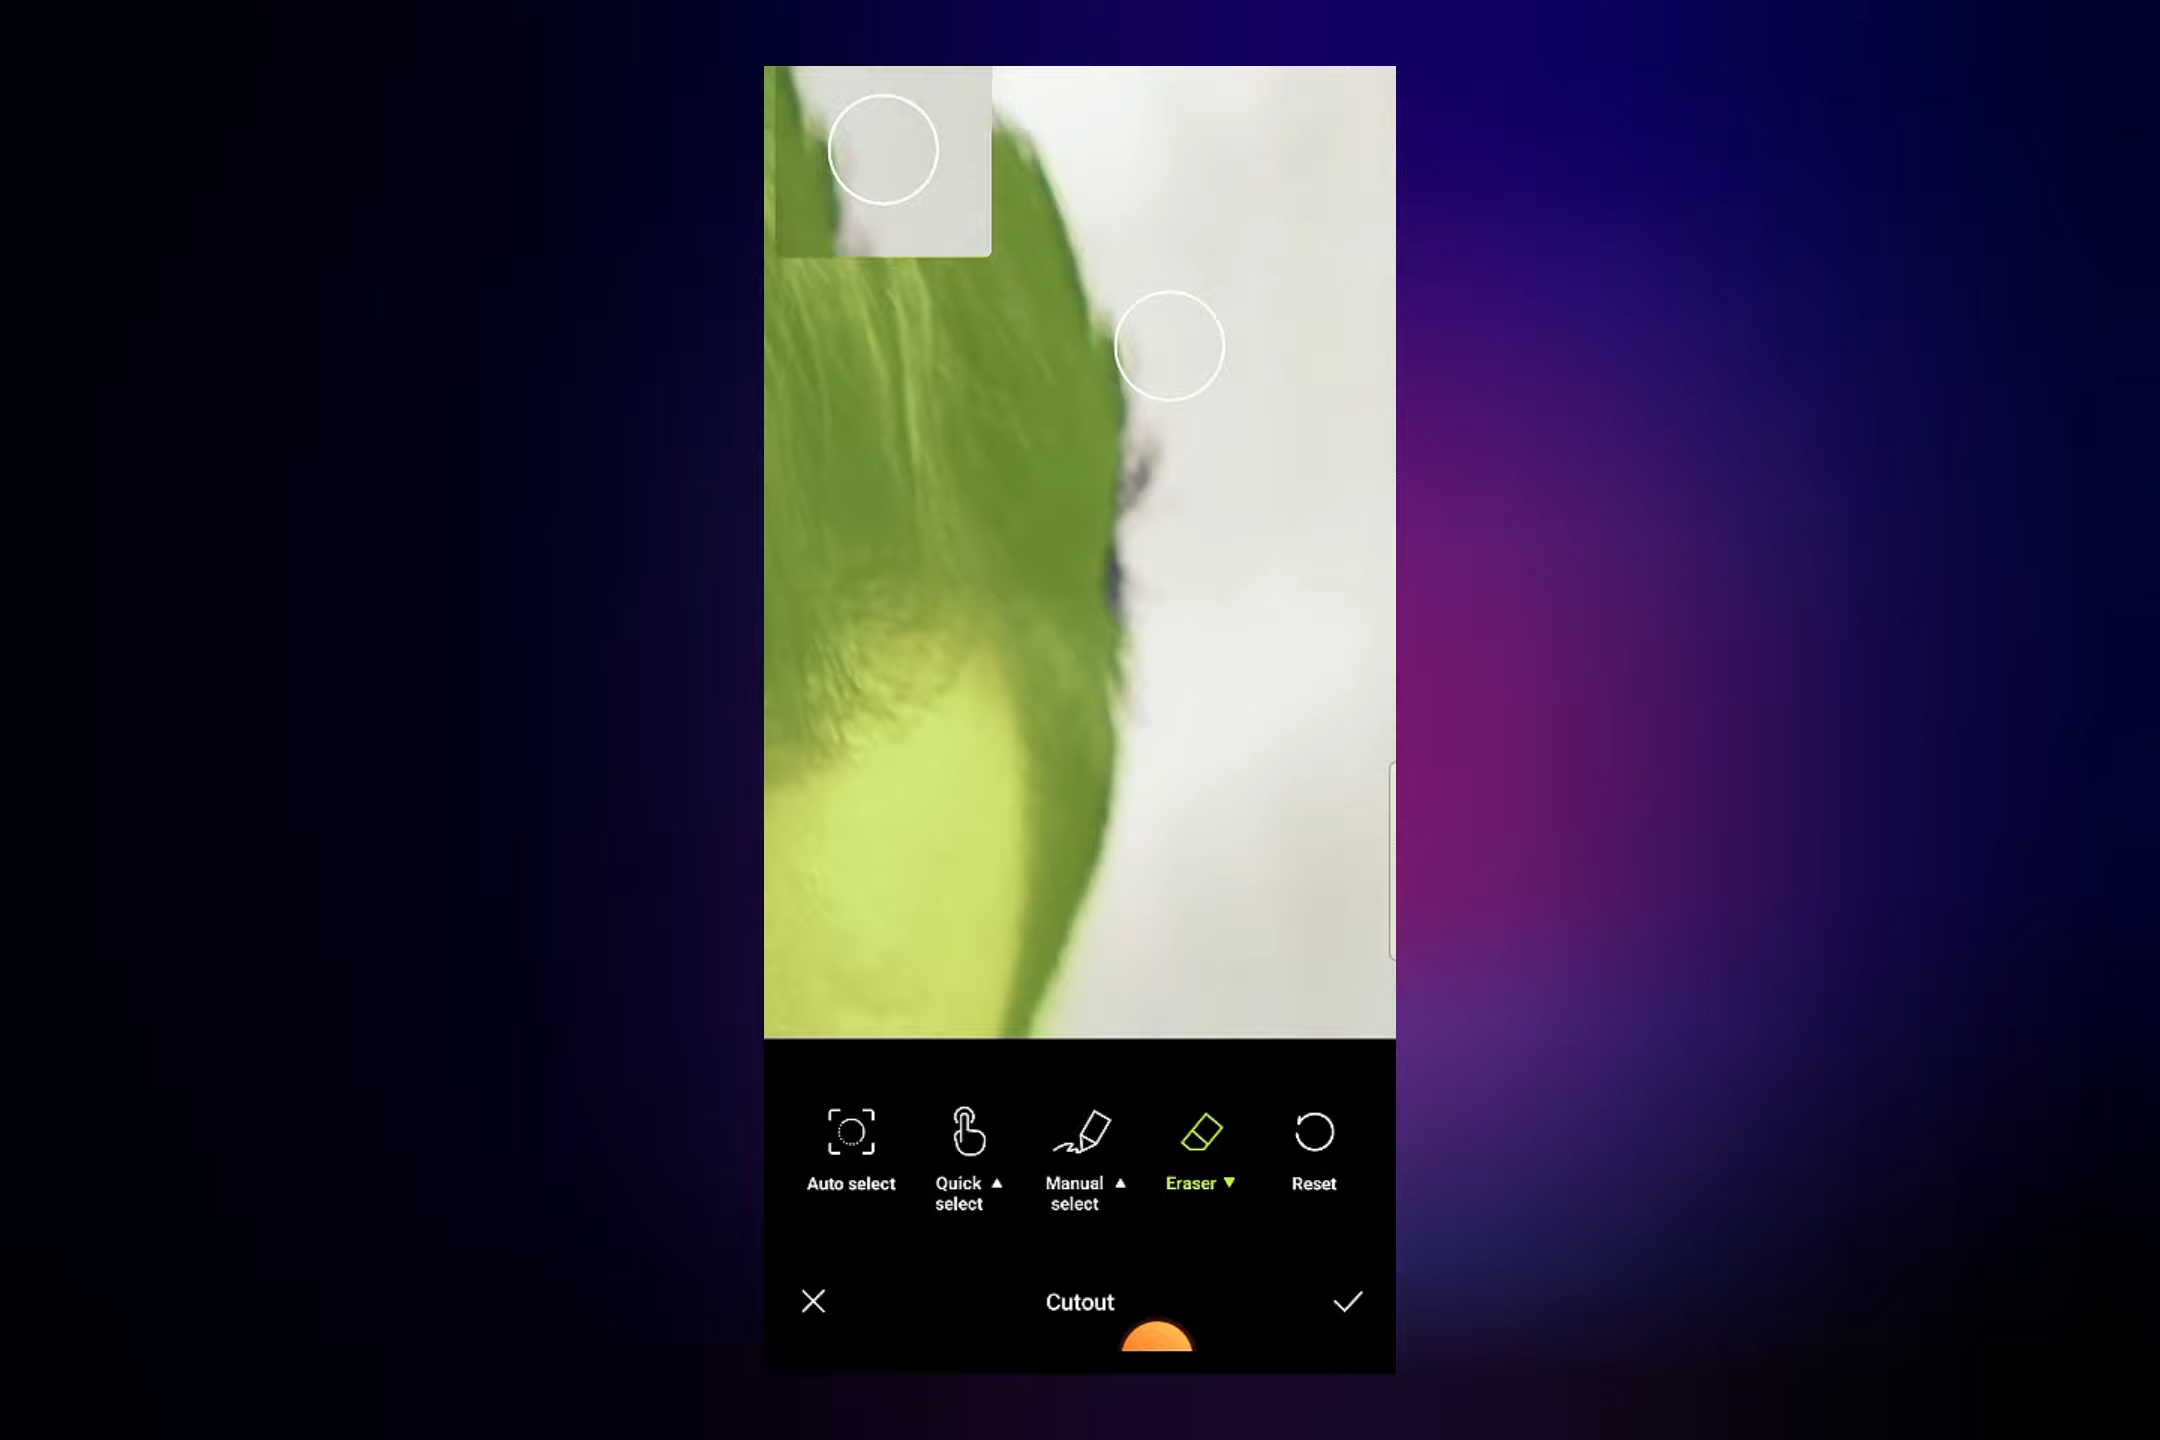 Auto select
Quick ▲
select
Manual ▲
select
Eraser ▼
Reset
Cutout